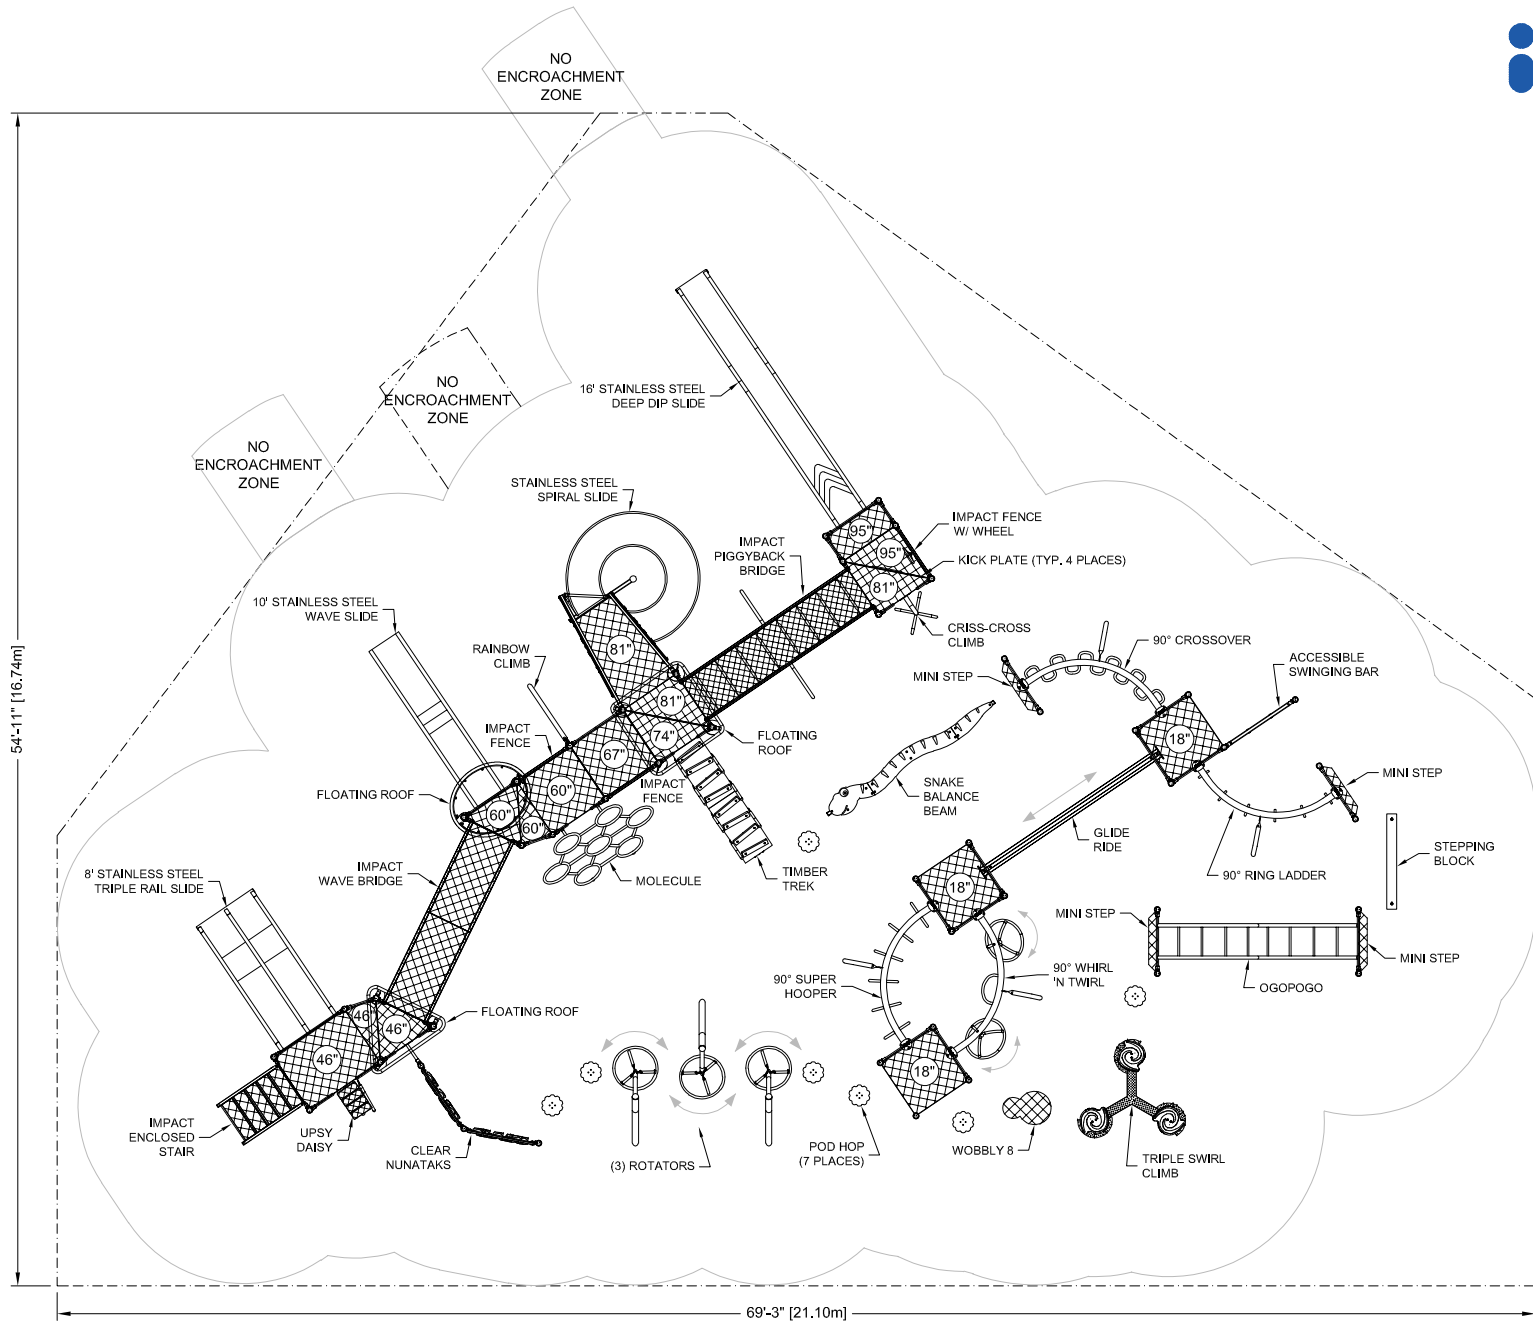 NO
ENCROACHMENT
ZONE
NO
ENCROACHMENT
ZONE
NO
ENCROACHMENT
ZONE
16' STAINLESS STEEL
DEEP DIP SLIDE
STAINLESS STEEL
SPIRAL SLIDE
IMPACT
PIGGYBACK
BRIDGE
95"
95"
81"
IMPACT FENCE
W/ WHEEL
KICK PLATE (TYP. 4 PLACES)
CRISS-CROSS
CLIMB
10' STAINLESS STEEL
WAVE SLIDE
RAINBOW
CLIMB
81"
81"
74"
67"
60"
60"
60"
IMPACT
FENCE
IMPACT
FENCE
FLOATING
ROOF
FLOATING ROOF
MINI STEP
90° CROSSOVER
ACCESSIBLE
SWINGING BAR
18"
MINI STEP
SNAKE
BALANCE
BEAM
GLIDE
RIDE
90° RING LADDER
STEPPING
BLOCK
54'-11" [16.74m]
8' STAINLESS STEEL
TRIPLE RAIL SLIDE
IMPACT
WAVE BRIDGE
MOLECULE
TIMBER
TREK
18"
MINI STEP
MINI STEP
OGOPOGO
90° SUPER
HOOPER
90° WHIRL
'N TWIRL
FLOATING ROOF
46"
46"
46"
18"
IMPACT
ENCLOSED
STAIR
UPSY
DAISY
CLEAR
NUNATAKS
(3) ROTATORS
POD HOP
(7 PLACES)
WOBBLY 8
TRIPLE SWIRL
CLIMB
69'-3" [21.10m]